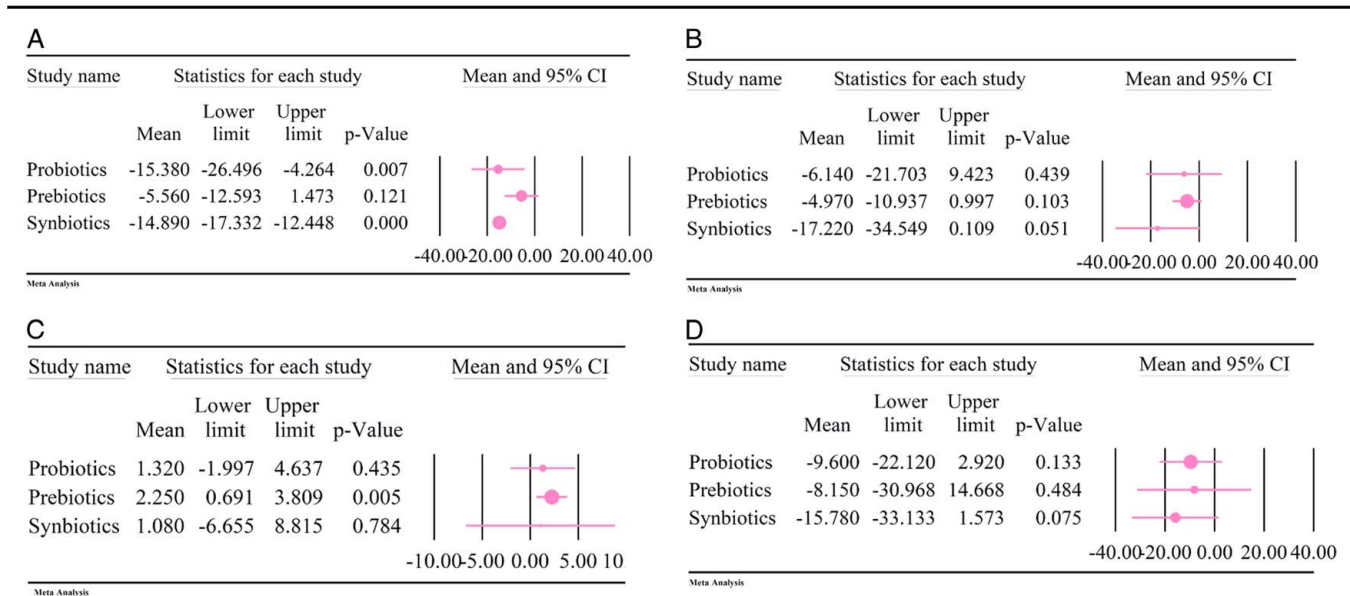 A
Study name Statistics for each study Mean and 95% CI
Lower Upper
Mean limit limit p-Value
Probiotics -15.380 -26.496 -4.264 0.007
Prebiotics -5.560 -12.593 1.473 0.121
Synbiotics -14.890 -17.332 -12.448 0.000
-40.00 -20.00 0.00 20.00 40.00
Meta Analysis
B
Study name Statistics for each study Mean and 95% CI
Lower Upper
Mean limit limit p-Value
Probiotics -6.140 -21.703 9.423 0.439
Prebiotics -4.970 -10.937 0.997 0.103
Synbiotics -17.220 -34.549 0.109 0.051
-40.00 -20.00 0.00 20.00 40.00
Meta Analysis
C
Study name Statistics for each study Mean and 95% CI
Lower Upper
Mean limit limit p-Value
Probiotics 1.320 -1.997 4.637 0.435
Prebiotics 2.250 0.691 3.809 0.005
Synbiotics 1.080 -6.655 8.815 0.784
-10.00 -5.00 0.00 5.00 10
Meta Analysis
D
Study name Statistics for each study Mean and 95% CI
Lower Upper
Mean limit limit p-Value
Probiotics -9.600 -22.120 2.920 0.133
Prebiotics -8.150 -30.968 14.668 0.484
Synbiotics -15.780 -33.133 1.573 0.075
-40.00 -20.00 0.00 20.00 40.00
Meta Analysis